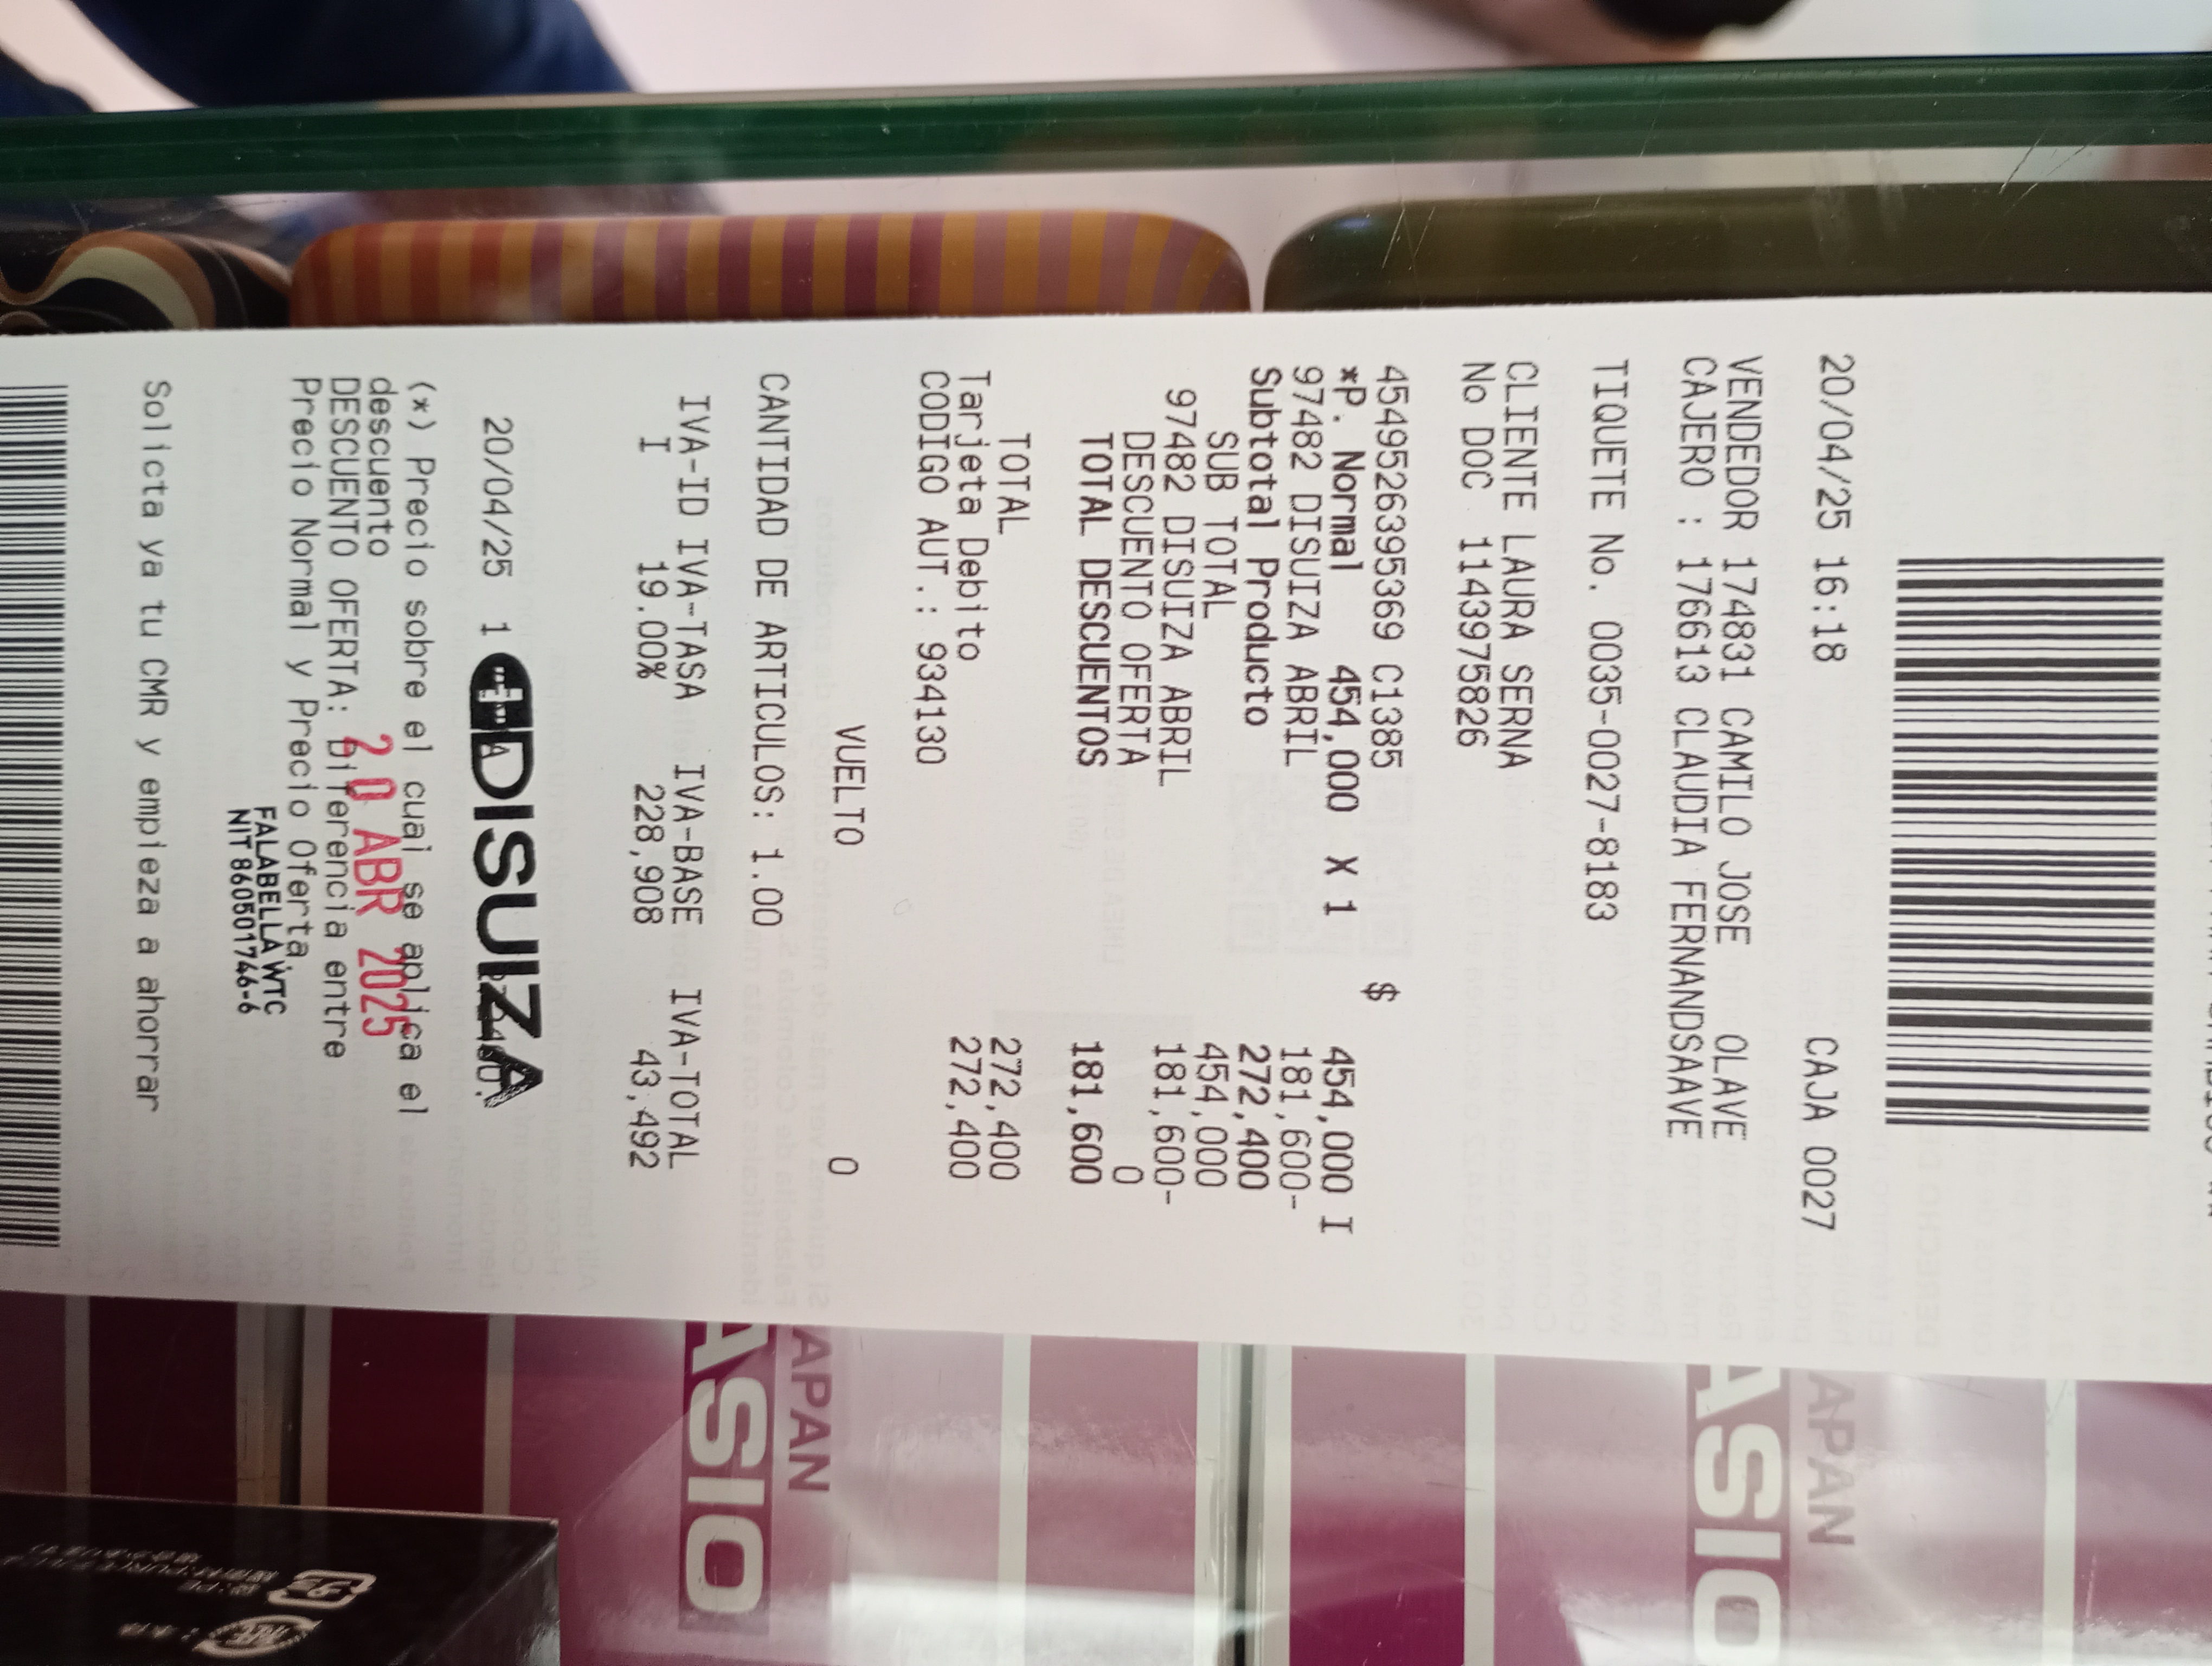 20/04/25 16:18 CAJA 0027
VENDEDOR 174831 CAMILO JOSE OLAVE
CAJERO : 176613 CLAUDIA FERNANDSAAVE
TIQUETE No. 0035-0027-8183
CLIENTE LAURA SERNA
No DOC 1143975826
$
4549526395369 C1385
*P. Normal 454,000 X 1 454,000 I
97482 DISUIZA ABRIL 181,600-
Subtotal Producto 272,400
SUB TOTAL 454,000
97482 DISUIZA ABRIL 181,600-
DESCUENTO OFERTA 0
TOTAL DESCUENTOS 181,600
TOTAL 272,400
Tarjeta Debito 272,400
CODIGO AUT.: 934130
VUELTO 0
CANTIDAD DE ARTICULOS: 1.00
IVA-ID IVA-TASA IVA-BASE IVA-TOTAL
I 19.00% 228,908 43,492
20/04/25 1
DISUIZA
(*) Precio sobre el cual se aplica el
descuento
DESCUENTO OFERTA: Diferencia entre
Precio Normal y Precio Oferta.
20 ABR 2025
FALABELLA WTC
NIT 860501746-6
Solicta ya tu CMR y empieza a ahorrar
APAN
ASIO
APAN
ASIO